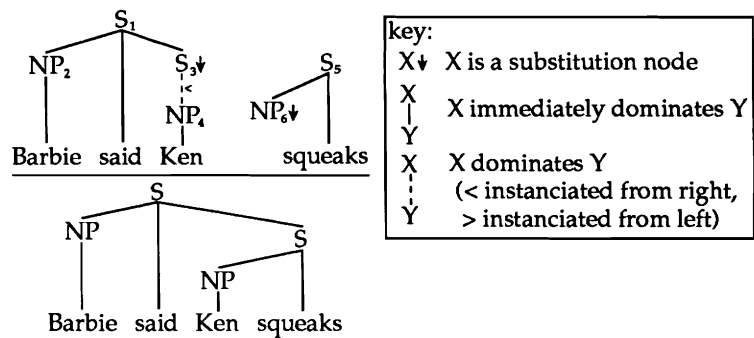 S₁
NP₂ S₃↓ S₅
<
NP₄ NP₆↓
Barbie said Ken squeaks
S
NP S
NP
Barbie said Ken squeaks
key:
X↓ X is a substitution node
X
X immediately dominates Y
Y
X X dominates Y
(< instanciated from right,
Y > instanciated from left)